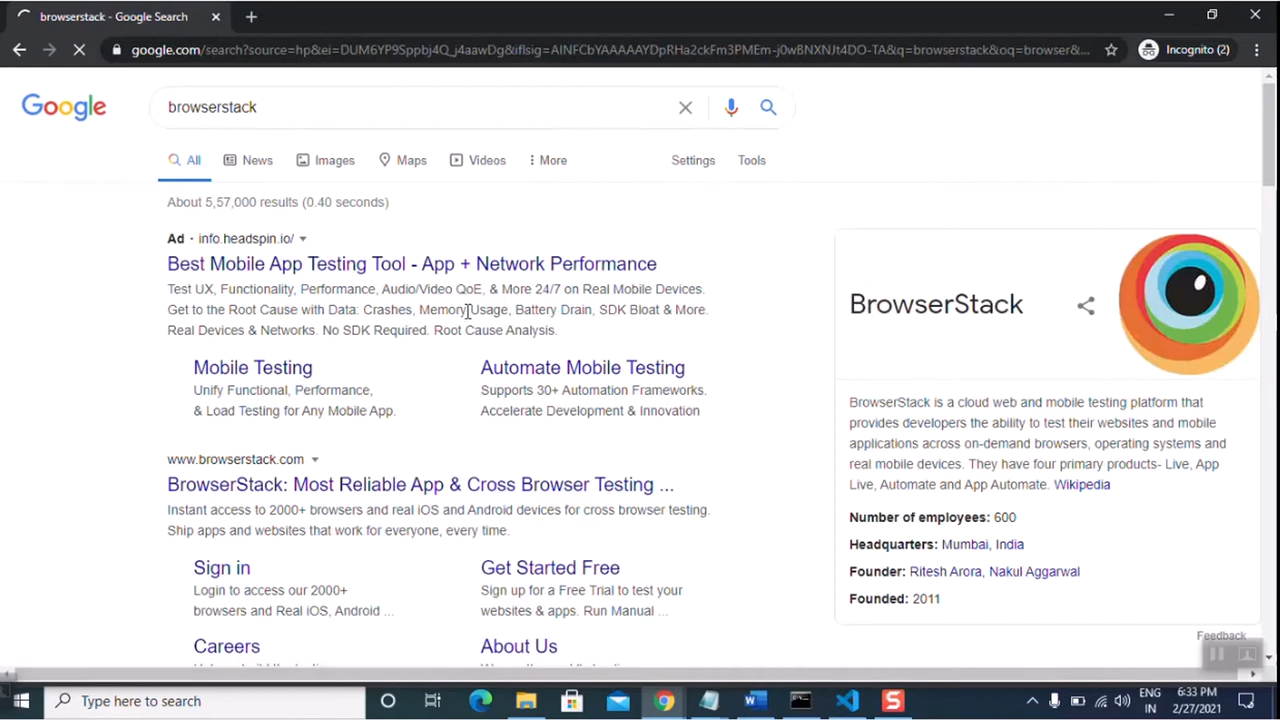 browserstack - Google Search
google.com/search?source=hp&ei=DUM6YP9Sppbj4Q_j4aawDg&iflsig=AINFCbYAAAAAYDpRHa2ckFm3PMEm-j0wBNXNJt4DO-TA&q=browserstack&oq=browser&...
Incognito (2)
Google
browserstack
All
News
Images
Maps
Videos
More
Settings
Tools
About 5,57,000 results (0.40 seconds)
Ad · info.headspin.io/
Best Mobile App Testing Tool - App + Network Performance
Test UX, Functionality, Performance, Audio/Video QoE, & More 24/7 on Real Mobile Devices.
Get to the Root Cause with Data: Crashes, Memory Usage, Battery Drain, SDK Bloat & More.
Real Devices & Networks. No SDK Required. Root Cause Analysis.
Mobile Testing
Unify Functional, Performance,
& Load Testing for Any Mobile App.
Automate Mobile Testing
Supports 30+ Automation Frameworks.
Accelerate Development & Innovation
www.browserstack.com
BrowserStack: Most Reliable App & Cross Browser Testing ...
Instant access to 2000+ browsers and real iOS and Android devices for cross browser testing.
Ship apps and websites that work for everyone, every time.
Sign in
Login to access our 2000+
browsers and Real iOS, Android ...
Get Started Free
Sign up for a Free Trial to test your
websites & apps. Run Manual ...
Careers
About Us
BrowserStack
BrowserStack is a cloud web and mobile testing platform that
provides developers the ability to test their websites and mobile
applications across on-demand browsers, operating systems and
real mobile devices. They have four primary products- Live, App
Live, Automate and App Automate. Wikipedia
Number of employees: 600
Headquarters: Mumbai, India
Founder: Ritesh Arora, Nakul Aggarwal
Founded: 2011
Feedback
Type here to search
ENG
IN
6:33 PM
2/27/2021